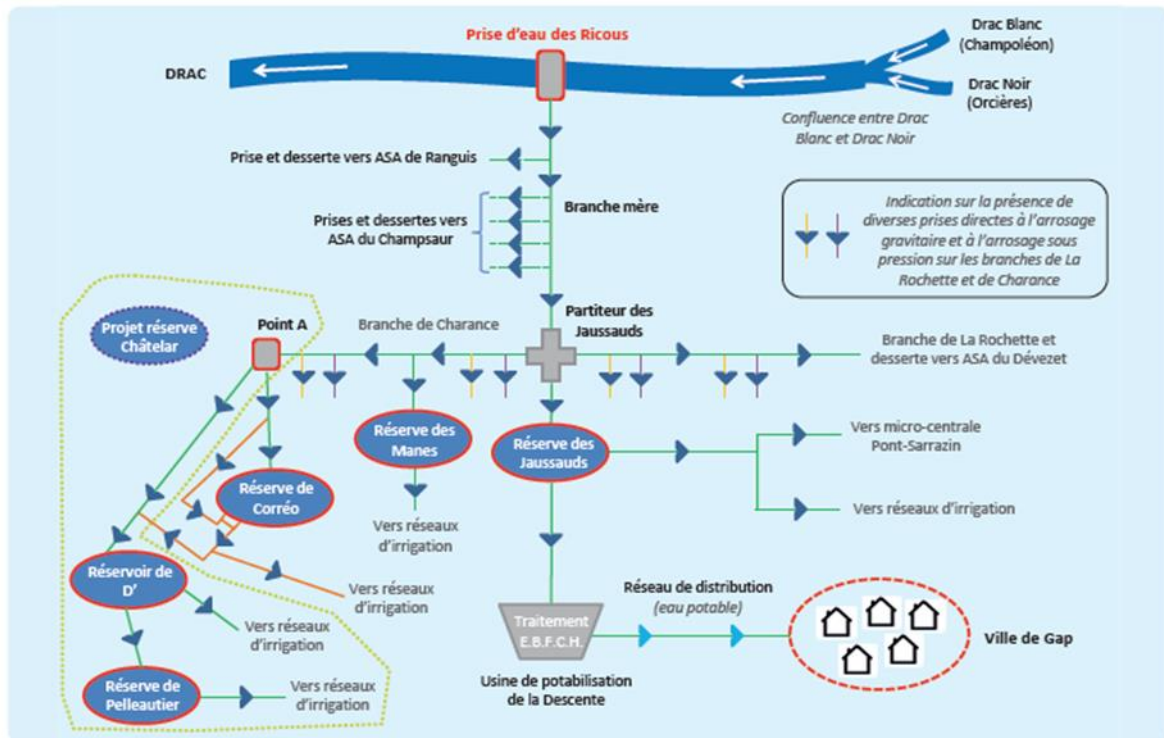 Prise d'eau des Ricous
Drac Blanc
(Champoléon)
DRAC
Drac Noir
(Orcières)
Confluence entre Drac
Blanc et Drac Noir
Prise et desserte vers ASA de Ranguis
Branche mère
Prises et dessertes vers
ASA du Champsaur
Indication sur la présence de
diverses prises directes à l'arrosage
gravitaire et à l'arrosage sous
pression sur les branches de La
Rochette et de Charance
Partiteur des
Jaussauds
Projet réserve
Châtelar
Point A
Branche de Charance
Branche de La Rochette et
desserte vers ASA du Dévezet
Réserve des
Manes
Réserve des
Jaussauds
Vers micro-centrale
Pont-Sarrazin
Réserve de
Corréo
Vers réseaux
d'irrigation
Vers réseaux d'irrigation
Réservoir de
D'
Vers réseaux
d'irrigation
Réseau de distribution
(eau potable)
Vers réseaux
d'irrigation
Traitement
E.B.F.C.H.
Ville de Gap
Réserve de
Pelleautier
Vers réseaux
d'irrigation
Usine de potabilisation
de la Descente